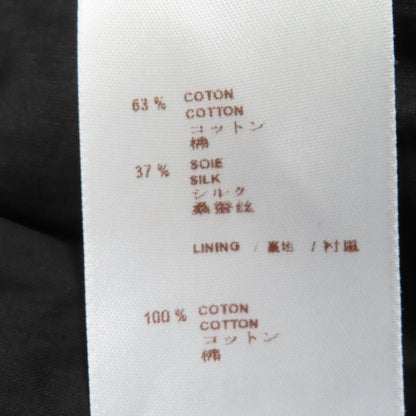 63 % COTON
COTTON
コットン
棉
37 % SOIE
SILK
シルク
桑蚕丝
LINING / 裏地 / 衬里
100 % COTON
COTTON
コットン
棉